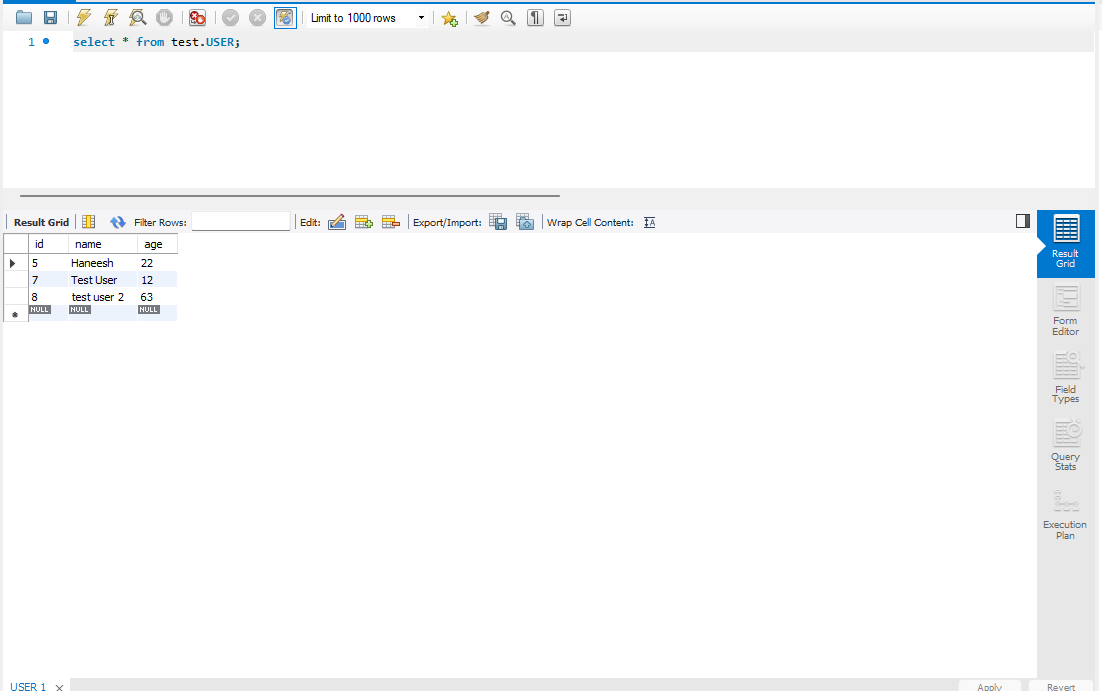 Limit to 1000 rows
1 select * from test.USER;
Result Grid Filter Rows: Edit: Export/Import: Wrap Cell Content: IA
id name age
5 Haneesh 22
7 Test User 12
8 test user 2 63
NULL NULL NULL
Result
Grid
Form
Editor
Field
Types
Query
Stats
Execution
Plan
USER 1 Apply Revert